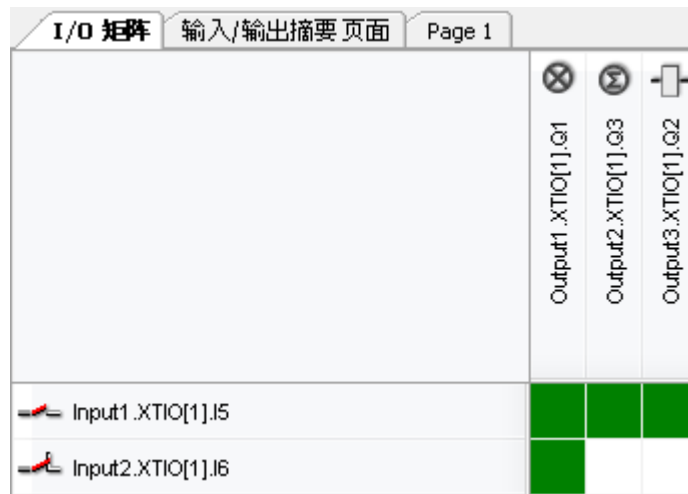 I/O 矩阵
输入/输出摘要 页面
Page 1
Output1.XTIO[1].Q1
Output2.XTIO[1].Q3
Output3.XTIO[1].Q2
Input1.XTIO[1].I5
Input2.XTIO[1].I6